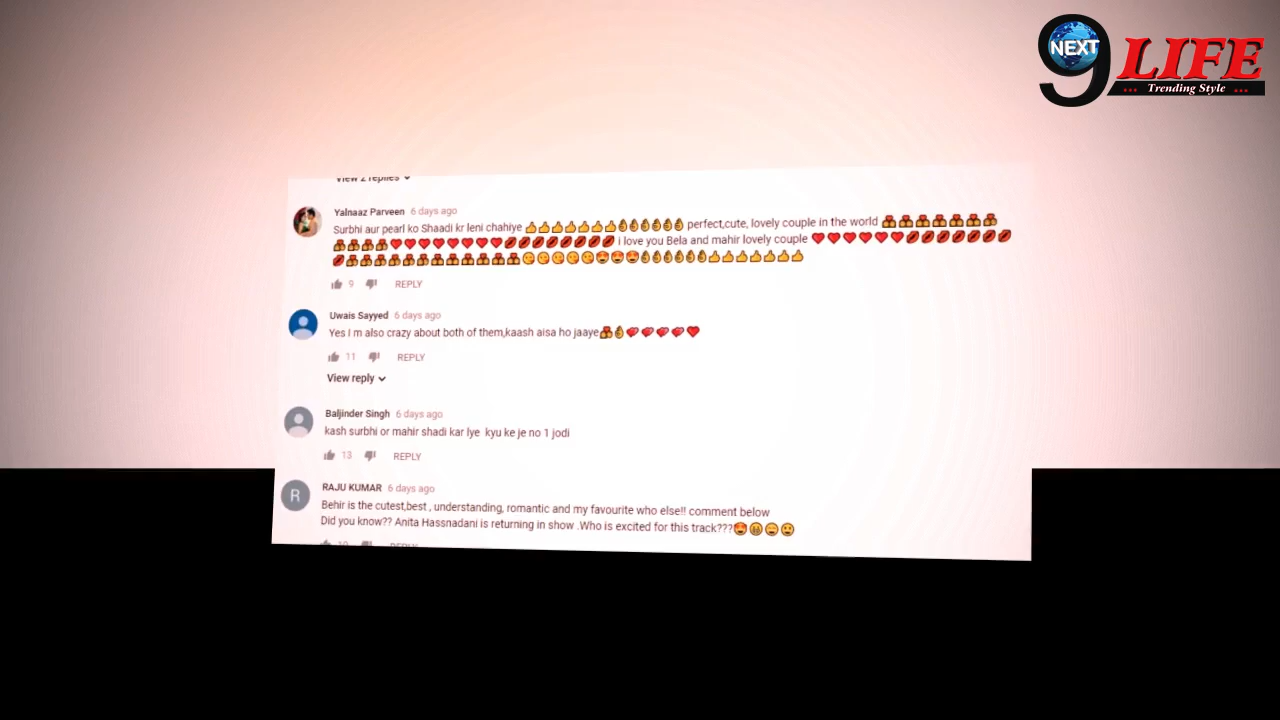 9 NEXT LIFE
... Trending Style ...
View 2 replies
Yalnaaz Parveen 6 days ago
Surbhi aur pearl ko Shaadi kr leni chahiye 👍👍👍👍👍👍👍👌👌👌👌👌 perfect,cute, lovely couple in the world 💑💑💑💑💑💑💑💑
💑💑💑💑❤❤❤❤❤❤❤❤💋💋💋💋💋💋💋💋 i love you Bela and mahir lovely couple ❤❤❤❤❤❤💋💋💋💋💋💋💋
💋💑💑💑💑💑💑💑💑💑💑💑💑😘😘😘😘😘😍😍😍👌👌👌👌👌👍👍👍👍👍👍👍
9 REPLY
Uwais Sayyed 6 days ago
Yes I m also crazy about both of them,kaash aisa ho jaaye💑👌💕💕💕💕❤
11 REPLY
View reply
Baljinder Singh 6 days ago
kash surbhi or mahir shadi kar lye kyu ke je no 1 jodi
13 REPLY
R
RAJU KUMAR 6 days ago
Behir is the cutest,best , understanding, romantic and my favourite who else!! comment below
Did you know?? Anita Hassnadani is returning in show .Who is excited for this track???😍😂😩🙂
10 REPLY